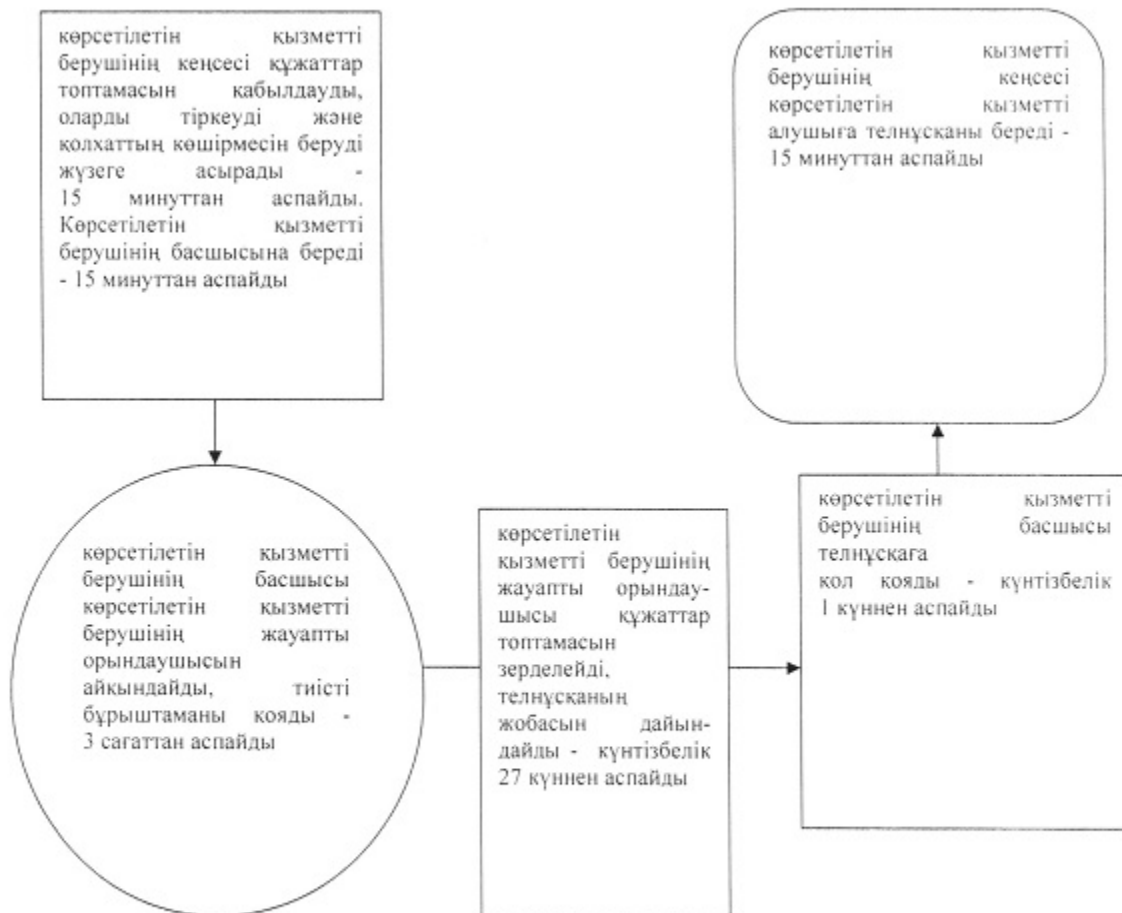 көрсетілетін қызметті
берушінің кеңсесі құжаттар
топтамасын қабылдауды,
оларды тіркеуді және
қолхаттың көшірмесін беруді
жүзеге асырады -
15 минуттан аспайды.
Көрсетілетін қызметті
берушінің басшысына береді
- 15 минуттан аспайды
көрсетілетін қызметті
берушінің басшысы
көрсетілетін қызметті
берушінің жауапты
орындаушысын
айқындайды, тиісті
бұрыштаманы қояды -
3 сағаттан аспайды
көрсетілетін
қызметті берушінің
жауапты орындау-
шысы құжаттар
топтамасын
зерделейді,
телнұсқаның
жобасын дайын-
дайды - күнтізбелік
27 күннен аспайды
көрсетілетін қызметті
берушінің басшысы
телнұсқаға
қол қояды - күнтізбелік
1 күннен аспайды
көрсетілетін қызметті
берушінің кеңсесі
көрсетілетін қызметті
алушыға телнұсқаны береді -
15 минуттан аспайды